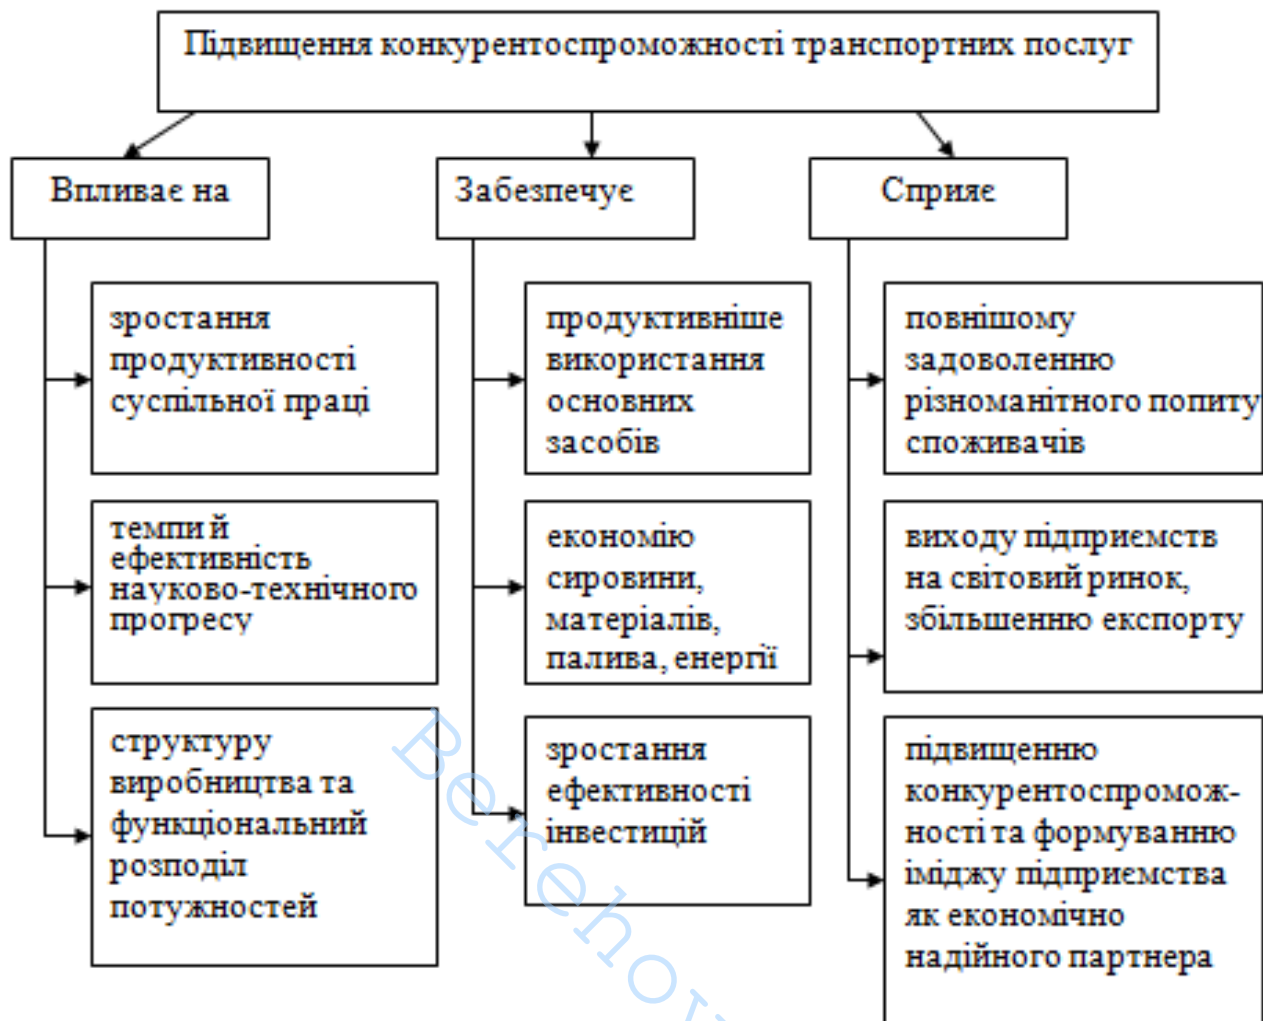 Підвищення конкурентоспроможності транспортних послуг
Впливає на
зростання
продуктивності
суспільної праці
темпи й
ефективність
науково-технічного
прогресу
структуру
виробництва та
функціональний
розподіл
потужностей
Забезпечує
продуктивніше
використання
основних
засобів
економію
сировини,
матеріалів,
палива, енергії
зростання
ефективності
інвестицій
Сприяє
повнішому
задоволенню
різноманітного попиту
споживачів
виходу підприємств
на світовий ринок,
збільшенню експорту
підвищенню
конкурентоспромож-
ності та формуванню
іміджу підприємства
як економічно
надійного партнера